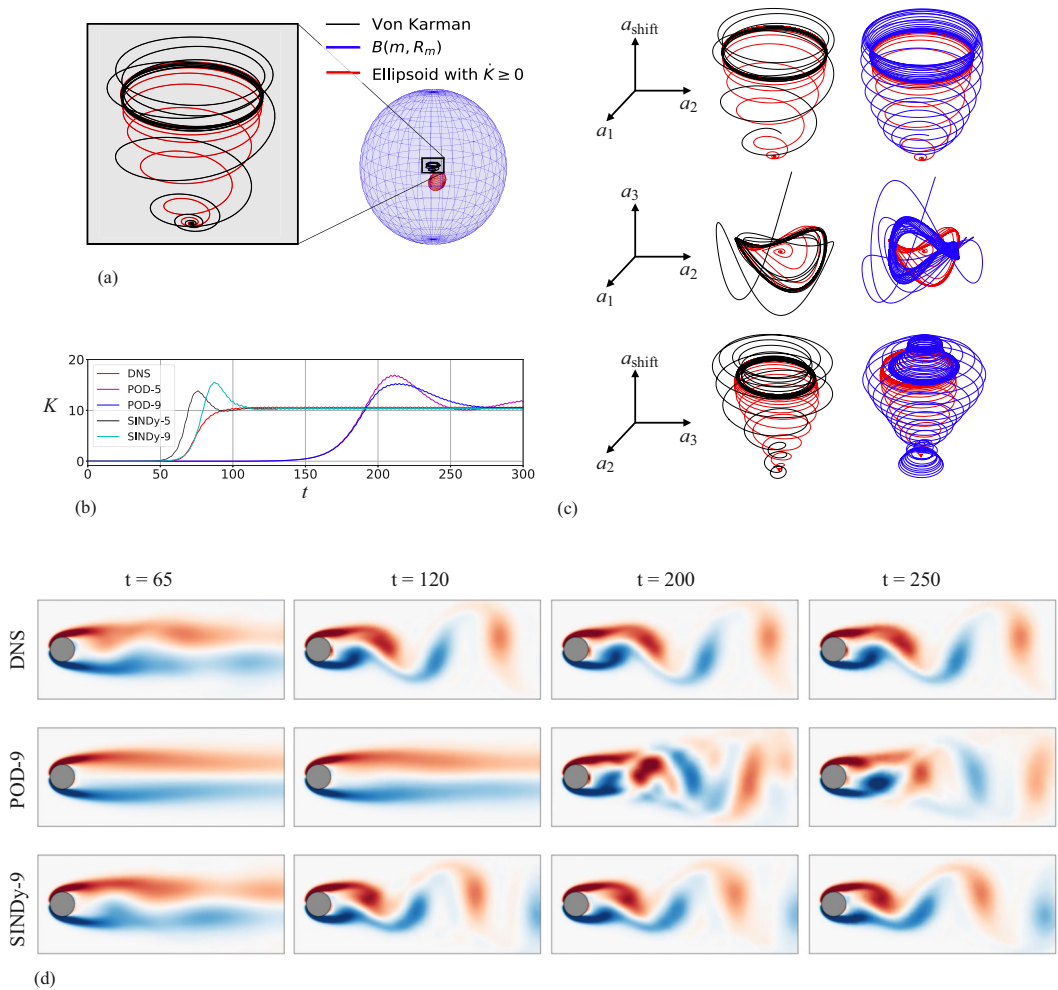 Von Karman
B(m, R_m)
Ellipsoid with K̇ ≥ 0
(a)
a_shift
a_2
a_1
a_3
a_2
a_1
a_shift
a_3
a_2
(c)
20
10
0
K
DNS
POD-5
POD-9
SINDy-5
SINDy-9
0 50 100 150 200 250 300
t
(b)
t = 65 t = 120 t = 200 t = 250
DNS
POD-9
SINDy-9
(d)